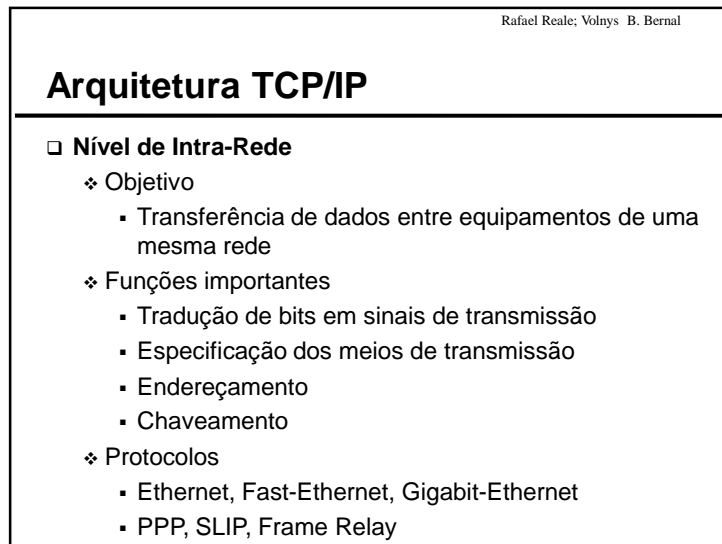 Rafael Reale; Volnys B. Bernal
Arquitetura TCP/IP
Nível de Intra-Rede
Objetivo
Transferência de dados entre equipamentos de uma
mesma rede
Funções importantes
Tradução de bits em sinais de transmissão
Especificação dos meios de transmissão
Endereçamento
Chaveamento
Protocolos
Ethernet, Fast-Ethernet, Gigabit-Ethernet
PPP, SLIP, Frame Relay